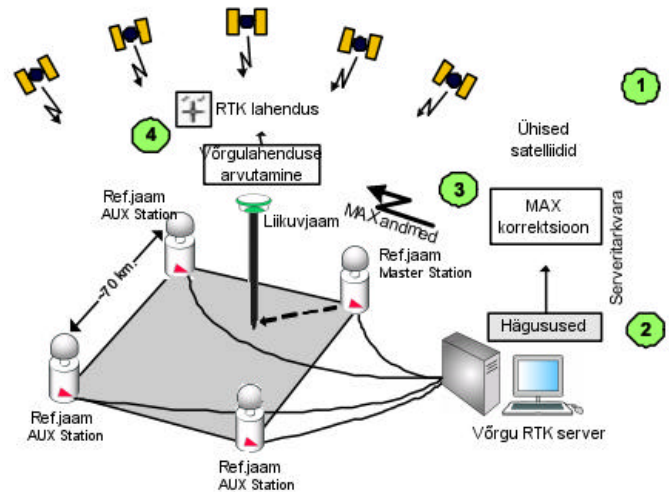 1
RTK lahendus
4
Võrgulahenduse
arvutamine
Ühised
satelliidid
3
MAX andmed
MAX
korrektsioon
Serveritarkvara
Ref.jaam
AUX Station
Liikuvjaam
Ref.jaam
Master Station
~70 km.
Hägusused
2
Ref.jaam
AUX Station
Ref.jaam
AUX Station
Võrgu RTK server